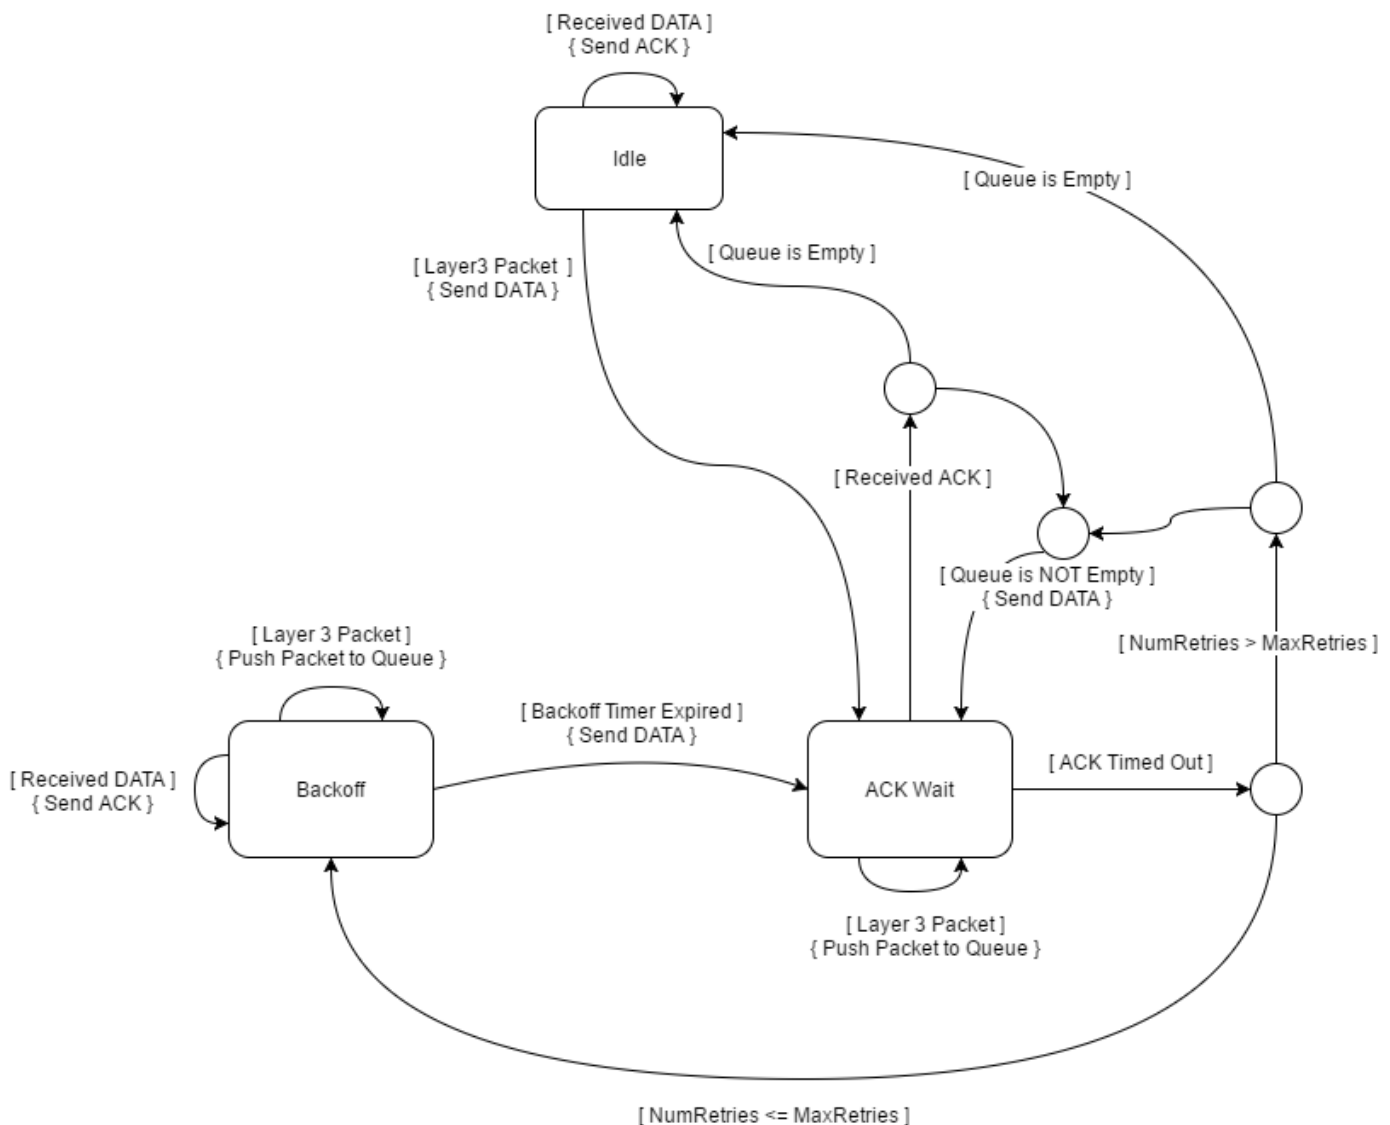 [ Received DATA ]
{ Send ACK }
Idle
[ Queue is Empty ]
[ Queue is Empty ]
[ Layer3 Packet  ]
{ Send DATA }
[ Received ACK ]
[ Queue is NOT Empty ]
{ Send DATA }
[ Layer 3 Packet ]
{ Push Packet to Queue }
[ NumRetries > MaxRetries ]
[ Backoff Timer Expired ]
{ Send DATA }
[ Received DATA ]
{ Send ACK }
Backoff
ACK Wait
[ ACK Timed Out ]
[ Layer 3 Packet ]
{ Push Packet to Queue }
[ NumRetries <= MaxRetries ]